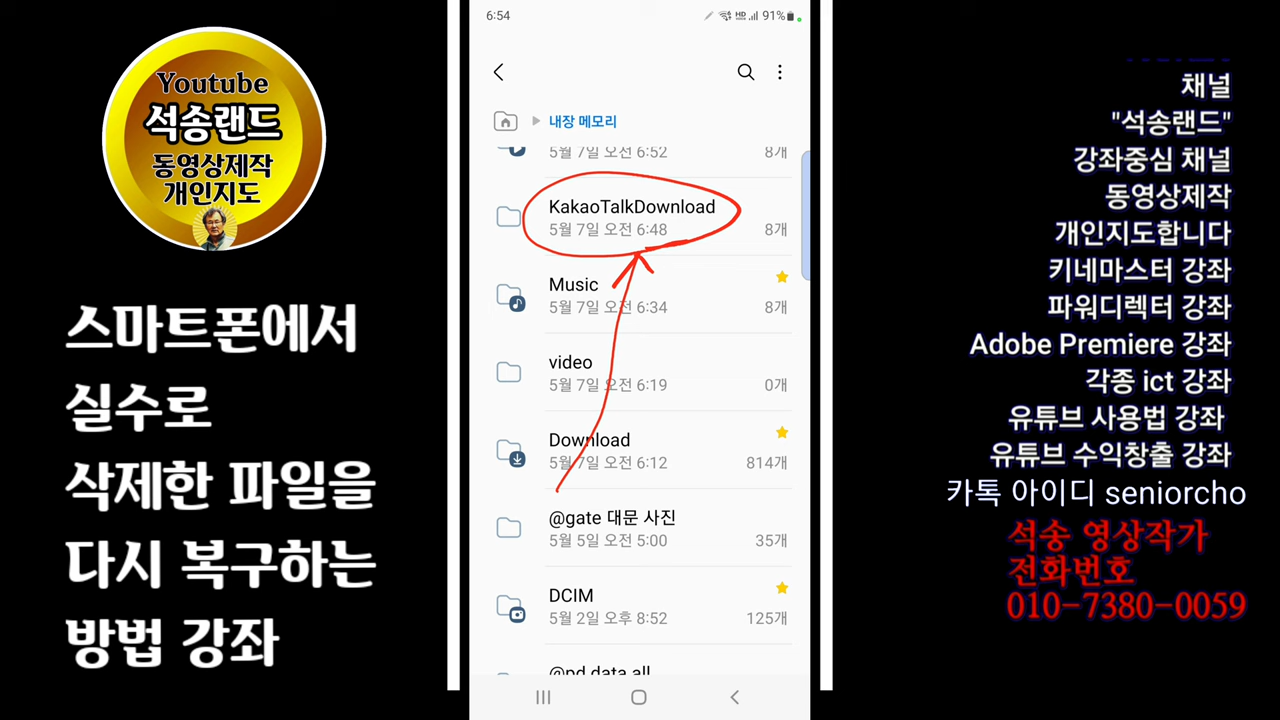 Youtube
석송랜드
동영상제작
개인지도
스마트폰에서
실수로
삭제한 파일을
다시 복구하는
방법 강좌
6:54
91%
내장 메모리
5월 7일 오전 6:52
8개
KakaoTalkDownload
5월 7일 오전 6:48
8개
Music
5월 7일 오전 6:34
8개
video
5월 7일 오전 6:19
0개
Download
5월 7일 오전 6:12
814개
@gate 대문 사진
5월 5일 오전 5:00
35개
DCIM
5월 2일 오후 8:52
125개
@pd data all
채널
"석송랜드"
강좌중심 채널
동영상제작
개인지도합니다
키네마스터 강좌
파워디렉터 강좌
Adobe Premiere 강좌
각종 ict 강좌
유튜브 사용법 강좌
유튜브 수익창출 강좌
카톡 아이디 seniorcho
석송 영상작가
전화번호
010-7380-0059